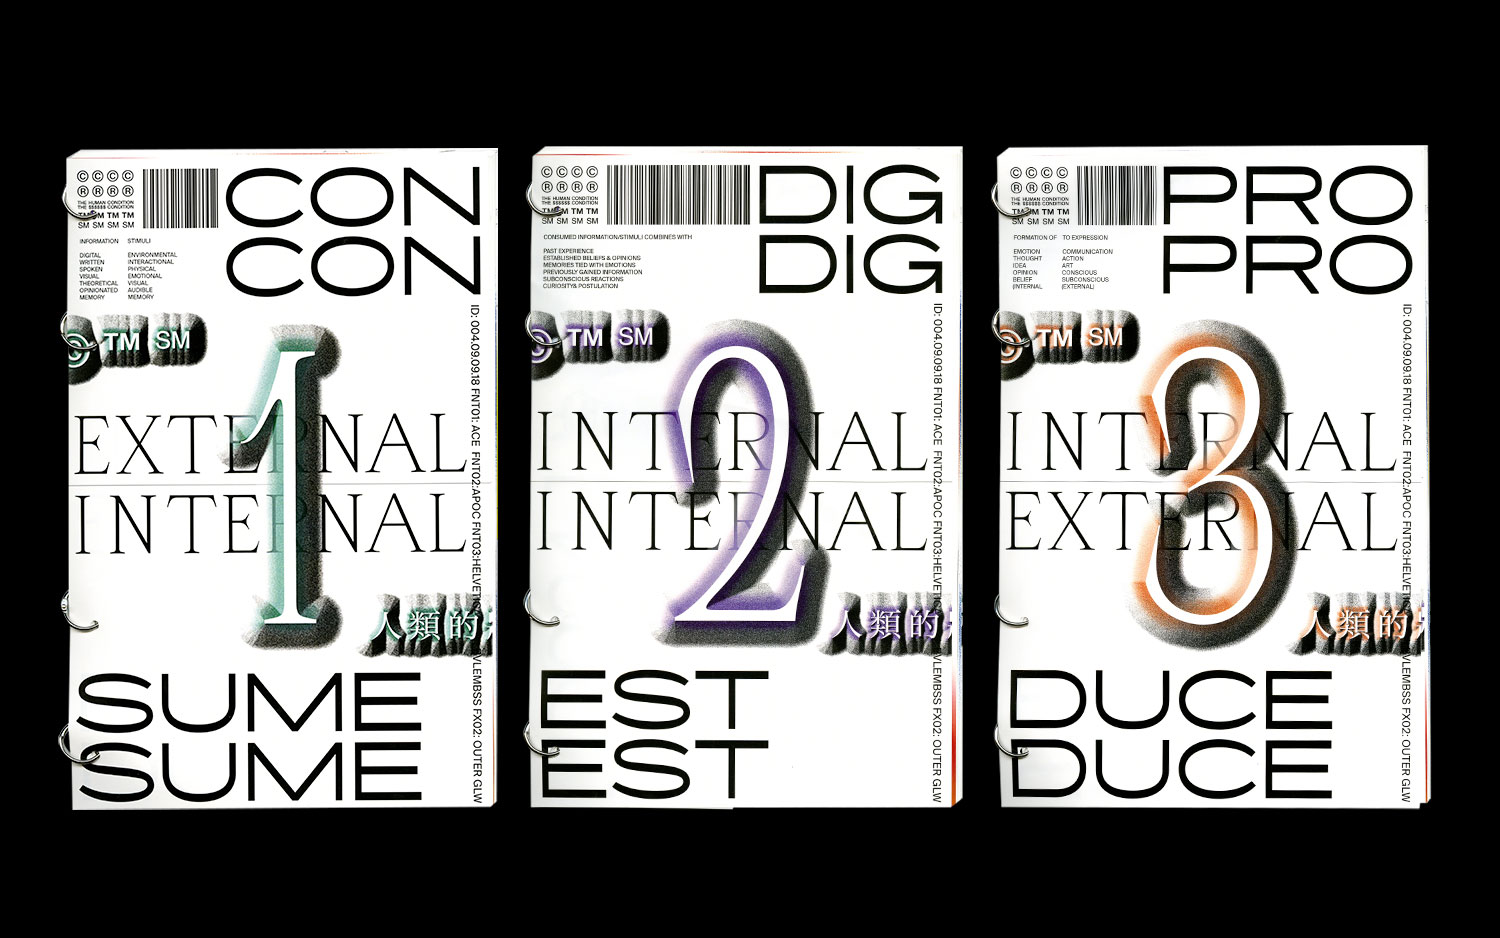 © © © ©
® ® ® ®
THE HUMAN CONDITION
THE $$$$$$ CONDITION
TM TM TM TM
SM SM SM SM
CON
CON
INFORMATION STIMULI
DIGITAL ENVIRONMENTAL
WRITTEN INTERACTIONAL
SPOKEN PHYSICAL
VISUAL EMOTIONAL
THEORETICAL VISUAL
OPINIONATED AUDIBLE
MEMORY MEMORY
© TM SM
1
EXTERNAL
INTERNAL
人類的
SUME
SUME
ID: 004.09.09.18 FNT01: ACE FNT02:APOC FNT03:HELVETIC
VLEMBSS FX02: OUTER GLW
© © © ©
® ® ® ®
THE HUMAN CONDITION
THE $$$$$$ CONDITION
TM TM TM TM
SM SM SM SM
DIG
DIG
CONSUMED INFORMATION/STIMULI COMBINES WITH
PAST EXPERIENCE
ESTABLISHED BELIEFS & OPINIONS
MEMORIES TIED WITH EMOTIONS
PREVIOUSLY GAINED INFORMATION
SUBCONSCIOUS REACTIONS
CURIOSITY& POSTULATION
© TM SM
2
INTERNAL
INTERNAL
人類的
EST
EST
ID: 004.09.09.18 FNT01: ACE FNT02:APOC FNT03:HELVETIC
VLEMBSS FX02: OUTER GLW
© © © ©
® ® ® ®
THE HUMAN CONDITION
THE $$$$$$ CONDITION
TM TM TM TM
SM SM SM SM
PRO
PRO
FORMATION OF TO EXPRESSION
EMOTION COMMUNICATION
THOUGHT ACTION
IDEA ART
OPINION CONSCIOUS
BELIEF SUBCONSCIOUS
(INTERNAL (EXTERNAL)
© TM SM
3
INTERNAL
EXTERNAL
人類的
DUCE
DUCE
ID: 004.09.09.18 FNT01: ACE FNT02:APOC FNT03:HELVETIC
VLEMBSS FX02: OUTER GLW